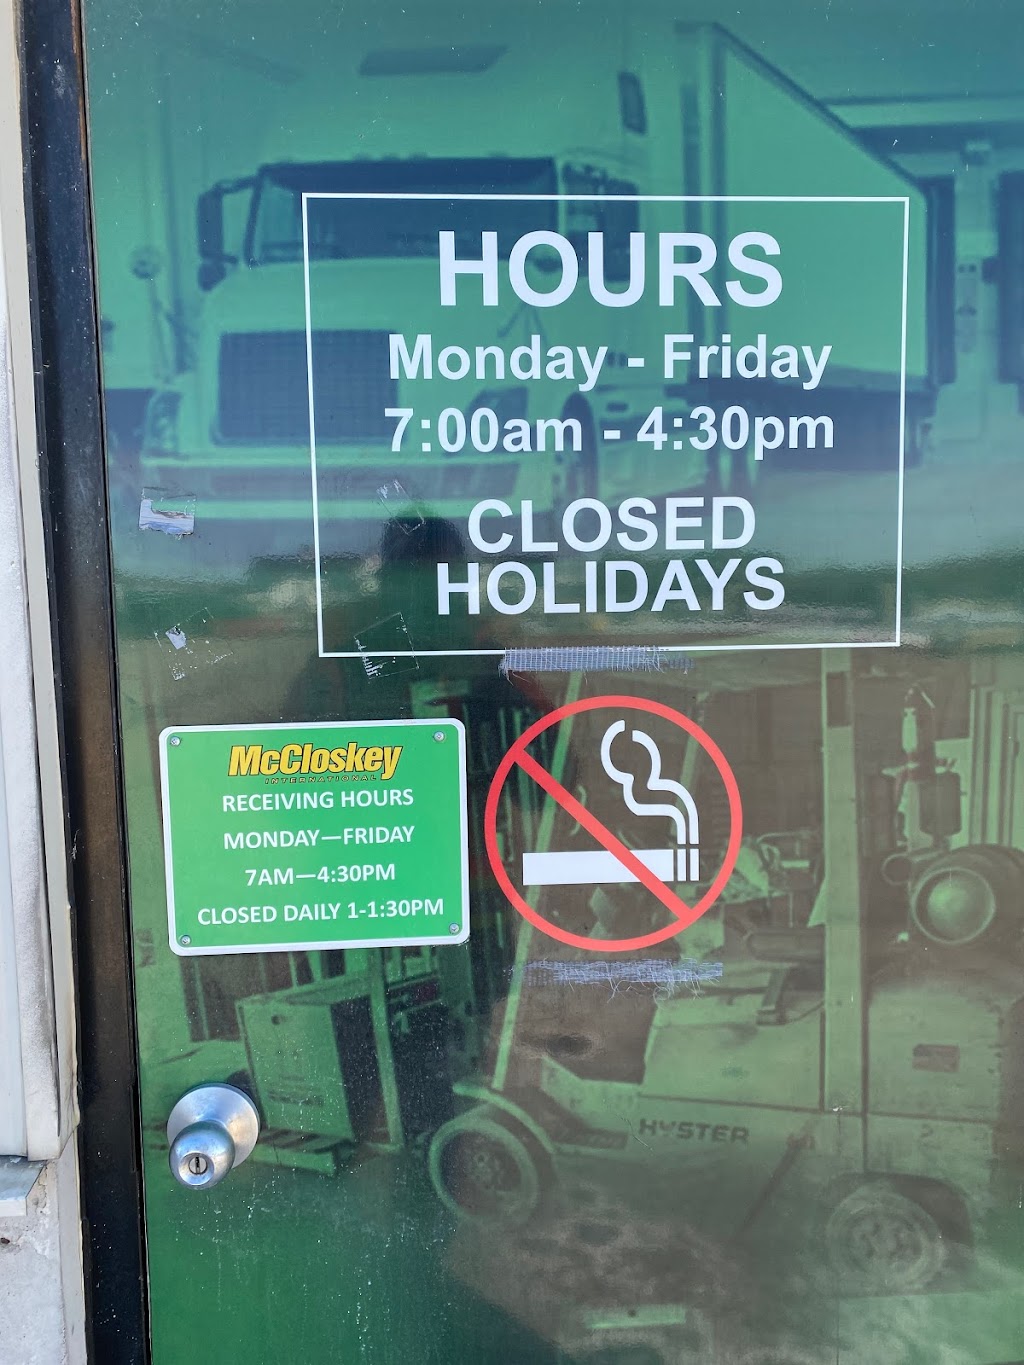 HOURS
Monday - Friday
7:00am - 4:30pm
CLOSED
HOLIDAYS
McCloskey
INTERNATIONAL
RECEIVING HOURS
MONDAY—FRIDAY
7AM—4:30PM
CLOSED DAILY 1-1:30PM
HYSTER